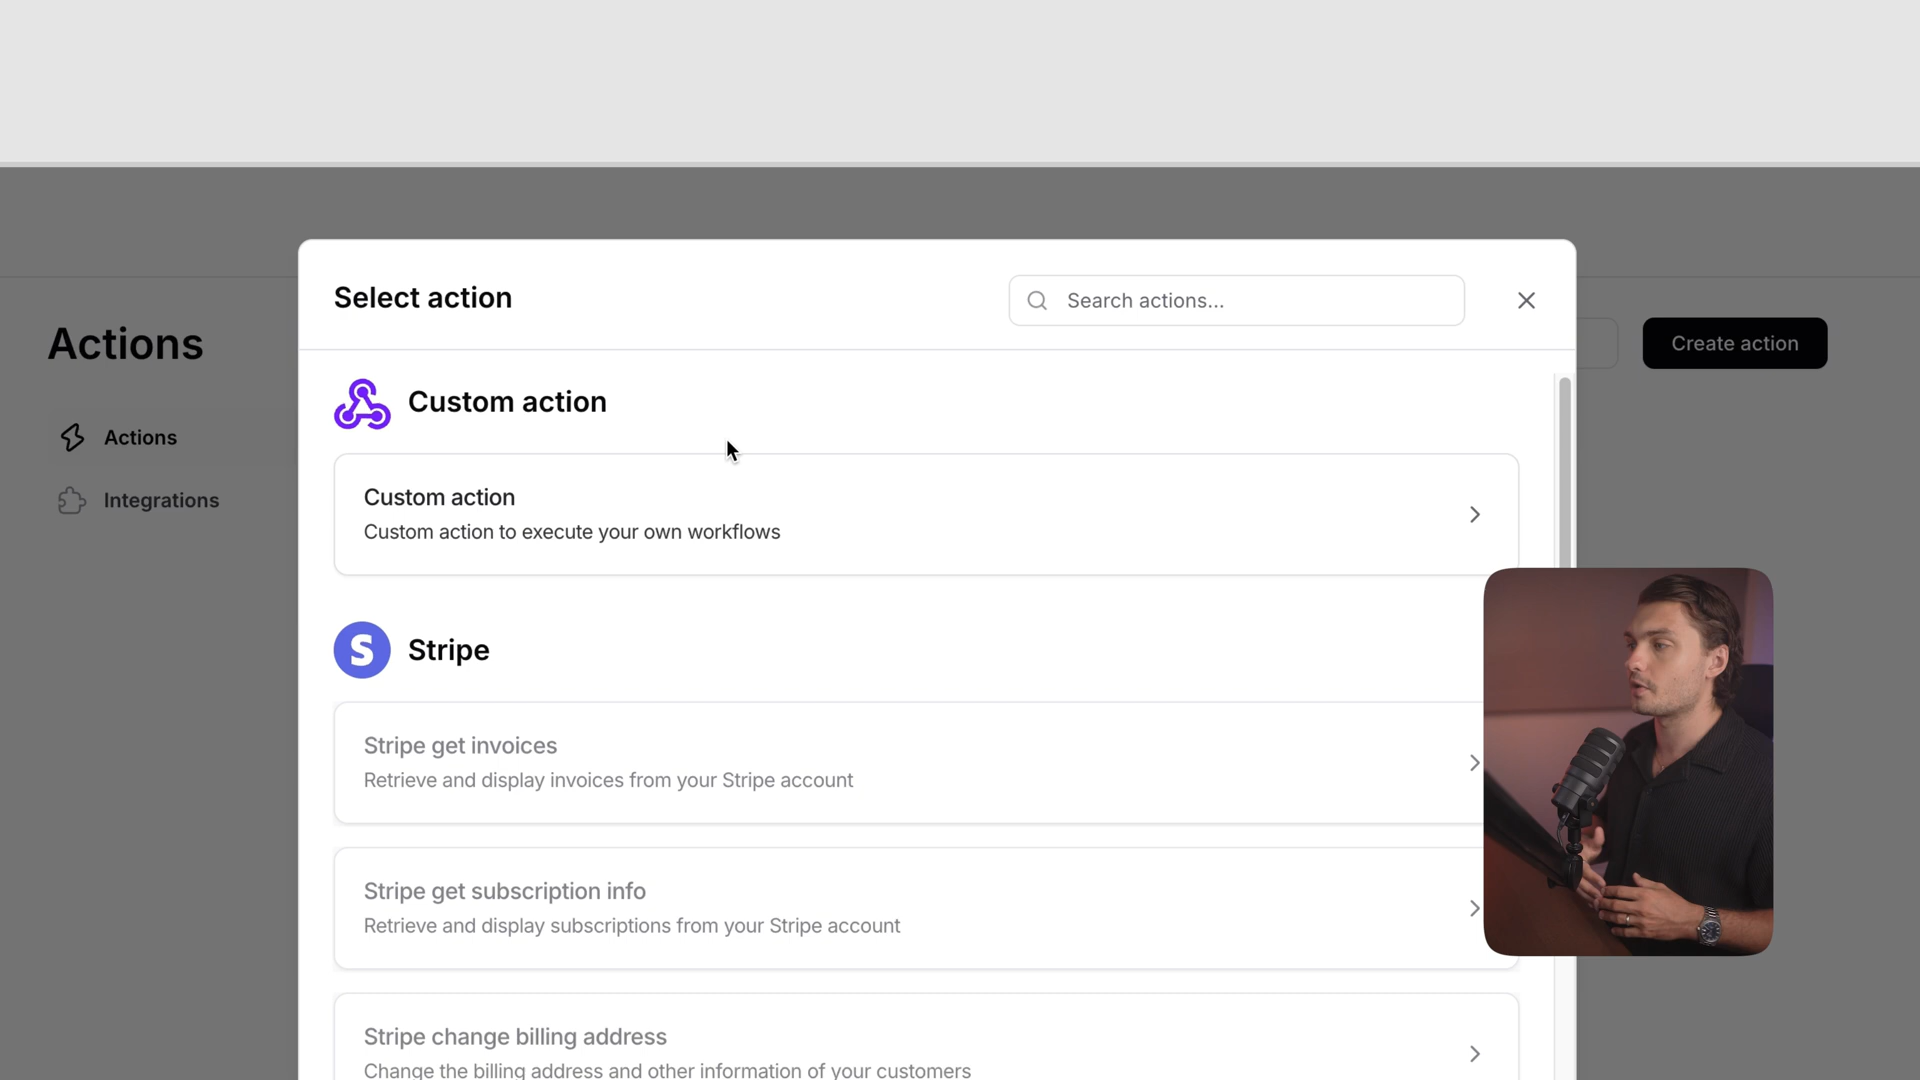 Select action
Search actions...
Actions
Create action
Custom action
Actions
Custom action
Custom action to execute your own workflows
Integrations
S Stripe
Stripe get invoices
Retrieve and display invoices from your Stripe account
Stripe get subscription info
Retrieve and display subscriptions from your Stripe account
Stripe change billing address
Change the billing address and other information of your customers